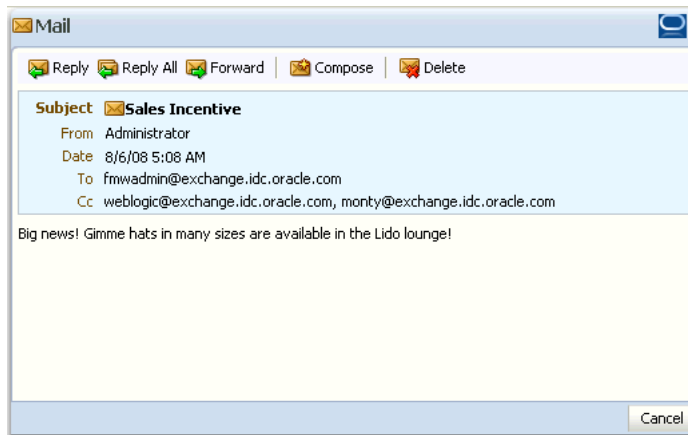 Mail
Reply Reply All Forward Compose Delete
Subject Sales Incentive
From Administrator
Date 8/6/08 5:08 AM
To fmwadmin@exchange.idc.oracle.com
Cc weblogic@exchange.idc.oracle.com, monty@exchange.idc.oracle.com
Big news! Gimme hats in many sizes are available in the Lido lounge!
Cancel